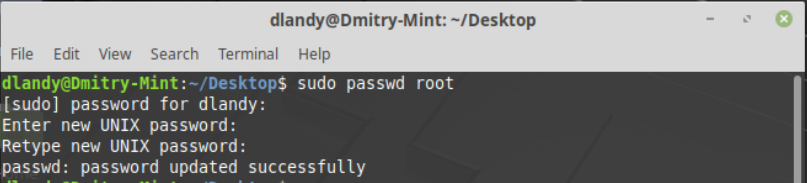 dlandy@Dmitry-Mint: ~/Desktop
File Edit View Search Terminal Help
dlandy@Dmitry-Mint:~/Desktop$ sudo passwd root
[sudo] password for dlandy:
Enter new UNIX password:
Retype new UNIX password:
passwd: password updated successfully